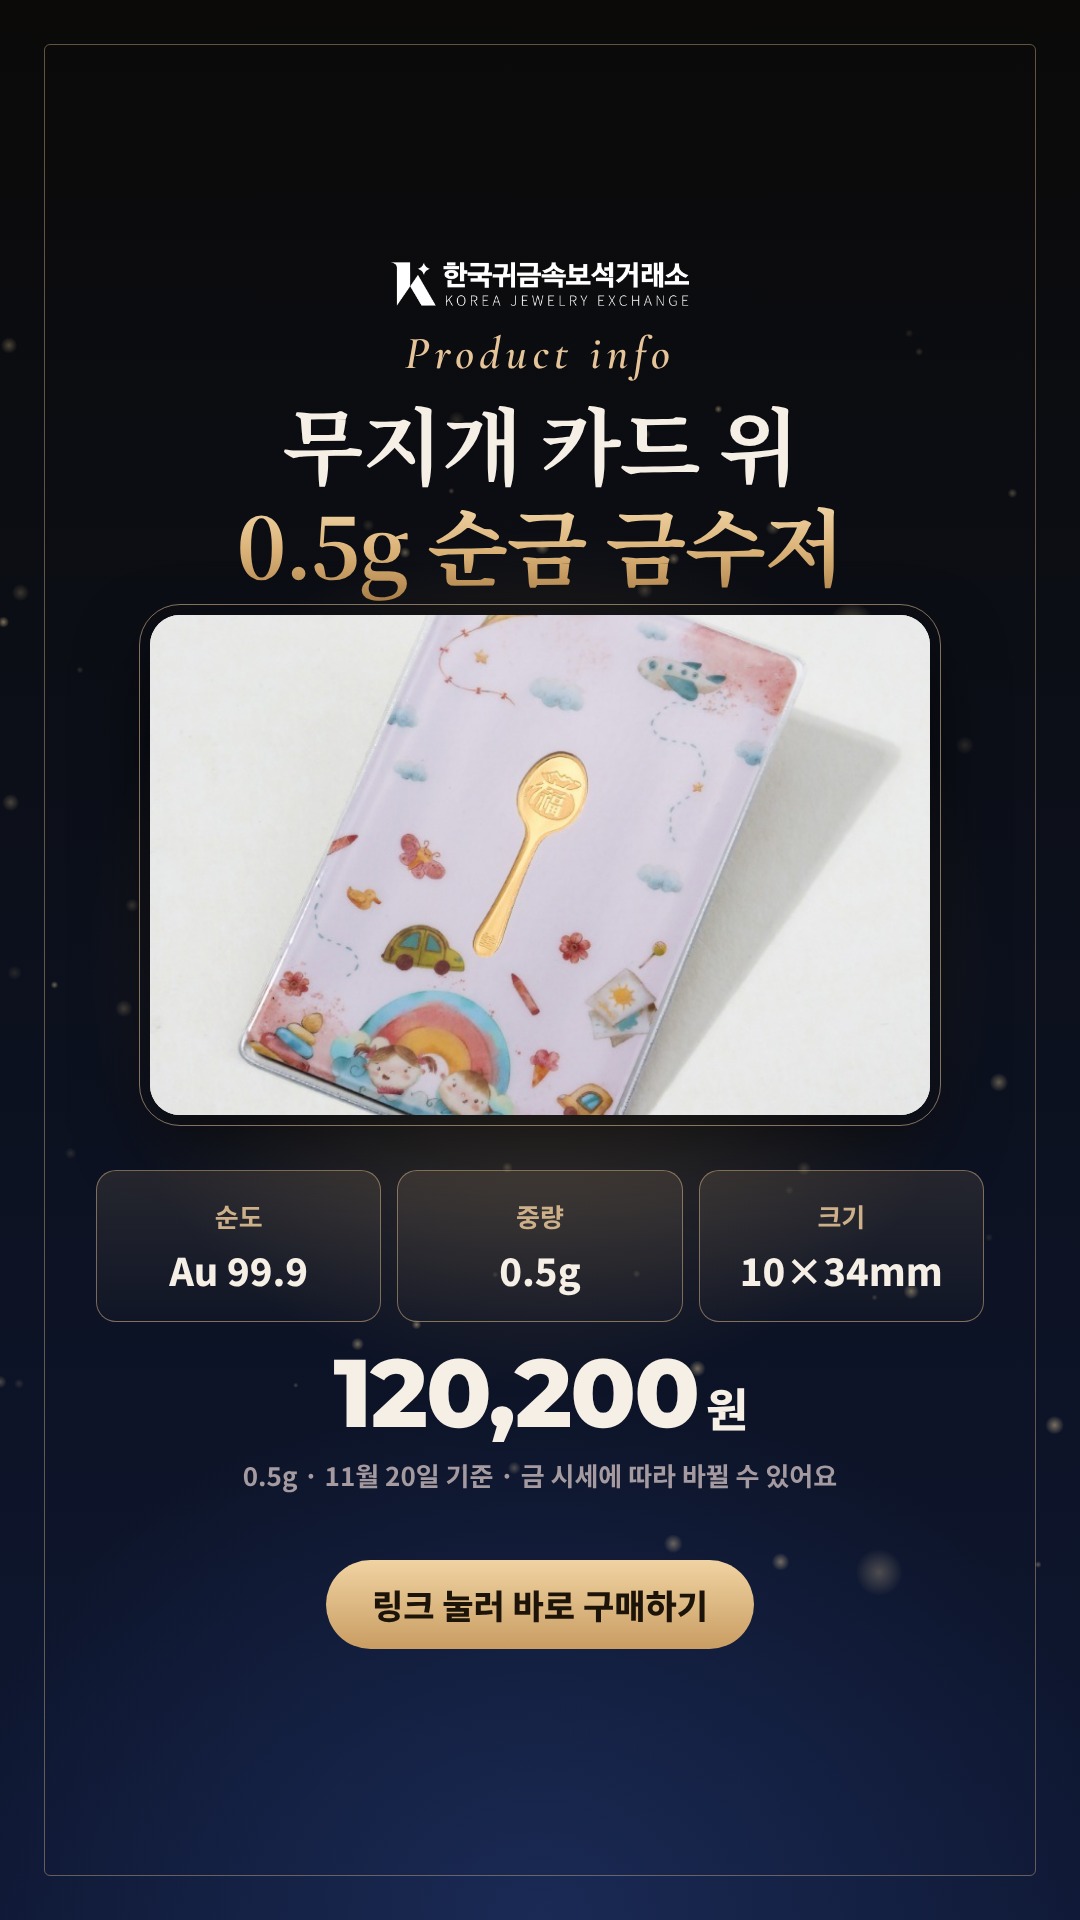 한국귀금속보석거래소
KOREA JEWELRY EXCHANGE
Product info
무지개 카드 위
0.5g 순금 금수저
福
순도
Au 99.9
중량
0.5g
크기
10×34mm
120,200원
0.5g · 11월 20일 기준 · 금 시세에 따라 바뀔 수 있어요
링크 눌러 바로 구매하기